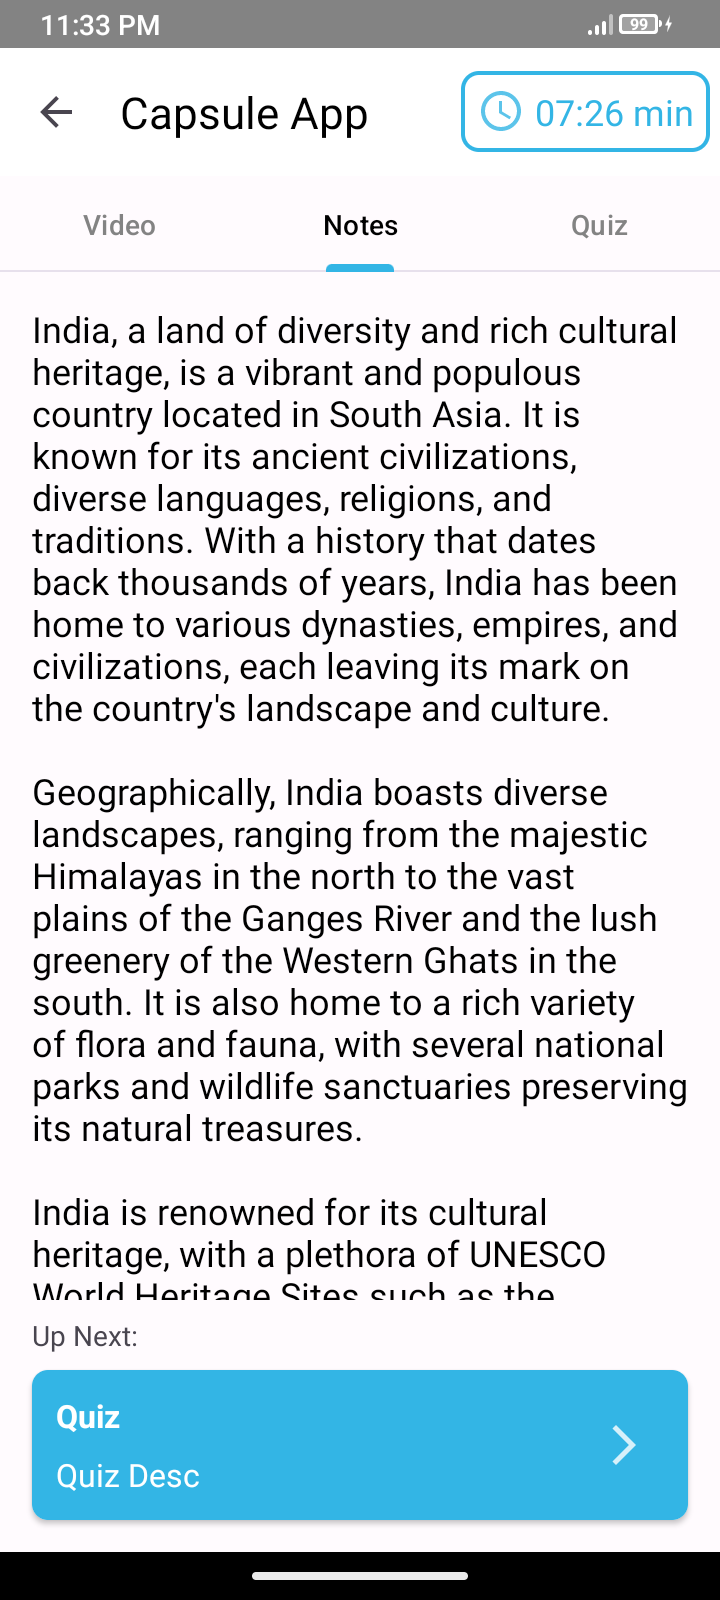 11:33 PM
99
Capsule App
07:26 min
Video
Notes
Quiz
India, a land of diversity and rich cultural
heritage, is a vibrant and populous
country located in South Asia. It is
known for its ancient civilizations,
diverse languages, religions, and
traditions. With a history that dates
back thousands of years, India has been
home to various dynasties, empires, and
civilizations, each leaving its mark on
the country's landscape and culture.
Geographically, India boasts diverse
landscapes, ranging from the majestic
Himalayas in the north to the vast
plains of the Ganges River and the lush
greenery of the Western Ghats in the
south. It is also home to a rich variety
of flora and fauna, with several national
parks and wildlife sanctuaries preserving
its natural treasures.
India is renowned for its cultural
heritage, with a plethora of UNESCO
World Heritage Sites such as the
Up Next:
Quiz
Quiz Desc